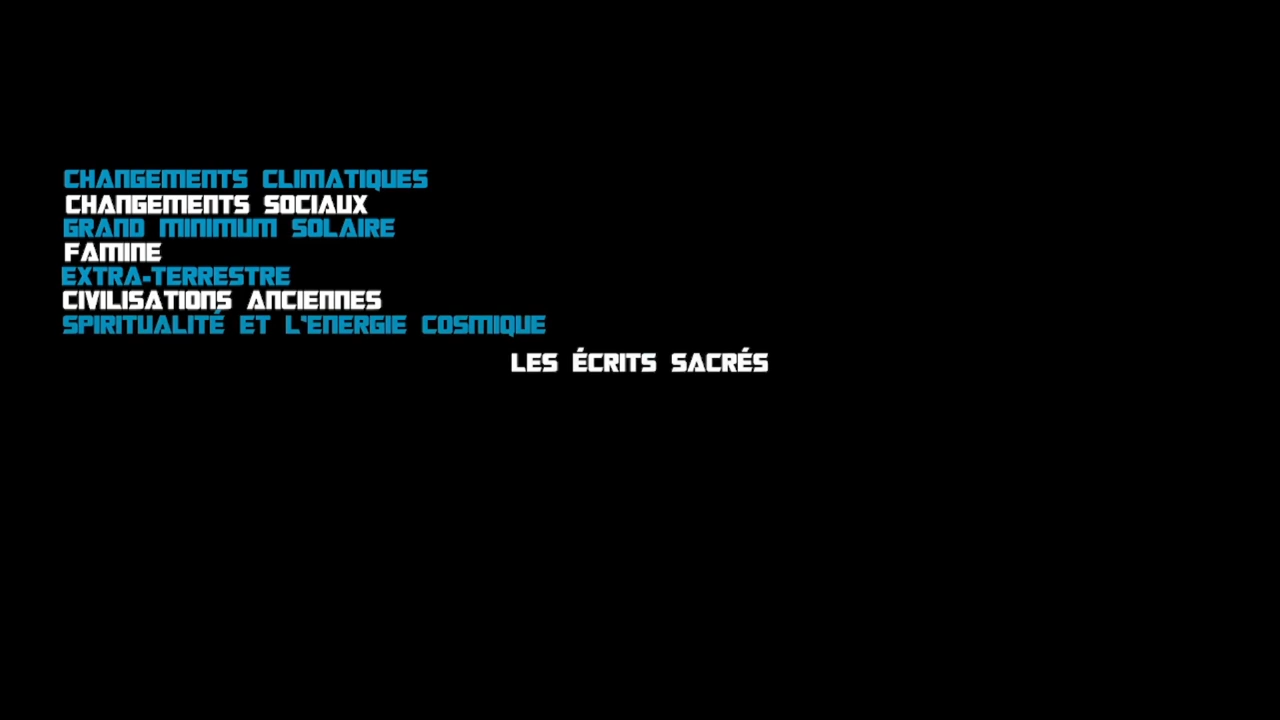 CHANGEMENTS CLIMATIQUES
CHANGEMENTS SOCIAUX
GRAND MINIMUM SOLAIRE
FAMINE
EXTRA-TERRESTRE
CIVILISATIONS ANCIENNES
SPIRITUALITÉ ET L'ENERGIE COSMIQUE
LES ÉCRITS SACRÉS